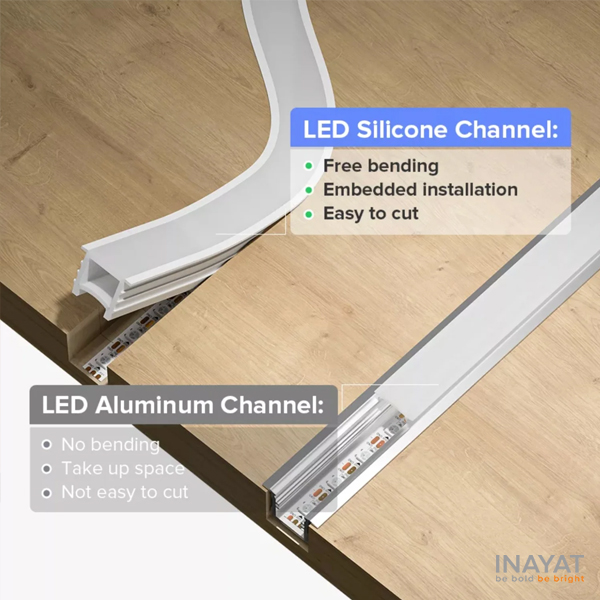 LED Silicone Channel:
Free bending
Embedded installation
Easy to cut
LED Aluminum Channel:
No bending
Take up space
Not easy to cut
INAYAT
be bold be bright